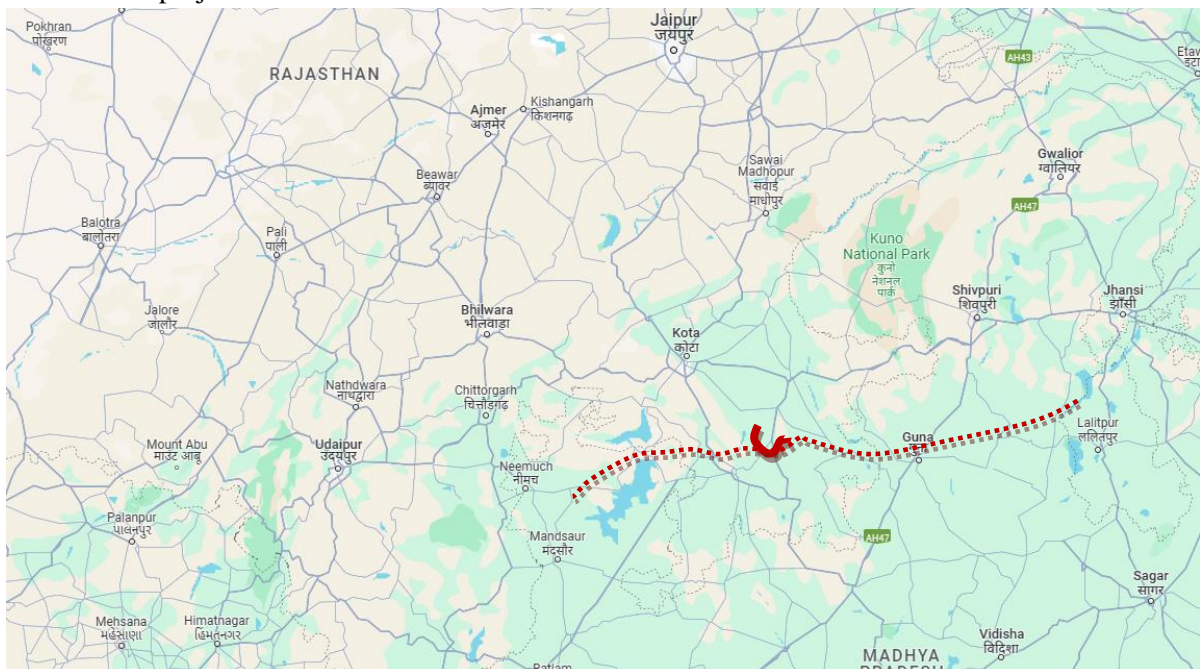 Pokhran
पोखरण
RAJASTHAN
Jaipur
जयपुर
AH43
Ajmer
अजमेर
Kishangarh
किशनगढ़
Beawar
ब्यावर
Sawai
Madhopur
सवाई
माधोपुर
Gwalior
ग्वालियर
AH47
Balotra
बालोतरा
Pali
पाली
Kuno
National Park
कुनो
नेशनल
पार्क
Shivpuri
शिवपुरी
Jhansi
झाँसी
Jalore
जालौर
Bhilwara
भीलवाडा
Kota
कोटा
Nathdwara
नाथद्वारा
Chittorgarh
चित्तौड़गढ़
Lalitpur
ललितपुर
Mount Abu
माउंट आबू
Udaipur
उदयपुर
Guna
Neemuch
नीमच
Palanpur
પાલનપુર
Mandsaur
मंदसौर
AH47
Sagar
सागर
Mehsana
મહેસાણા
Himatnagar
હિંમતનગર
Vidisha
विदिशा
MADHYA